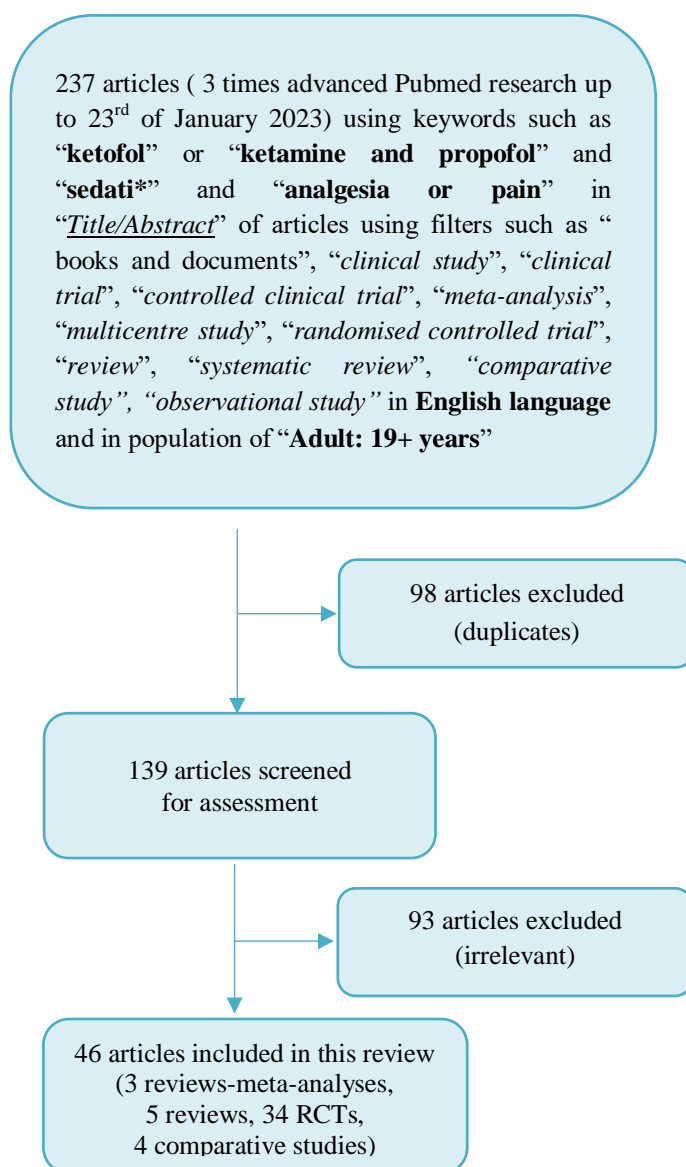 237 articles ( 3 times advanced Pubmed research up
to 23rd of January 2023) using keywords such as
“ketofol” or “ketamine and propofol” and
“sedati*” and “analgesia or pain” in
“Title/Abstract” of articles using filters such as “
books and documents”, “clinical study”, “clinical
trial”, “controlled clinical trial”, “meta-analysis”,
“multicentre study”, “randomised controlled trial”,
“review”, “systematic review”, “comparative
study”, “observational study” in English language
and in population of “Adult: 19+ years”
98 articles excluded
(duplicates)
139 articles screened
for assessment
93 articles excluded
(irrelevant)
46 articles included in this review
(3 reviews-meta-analyses,
5 reviews, 34 RCTs,
4 comparative studies)